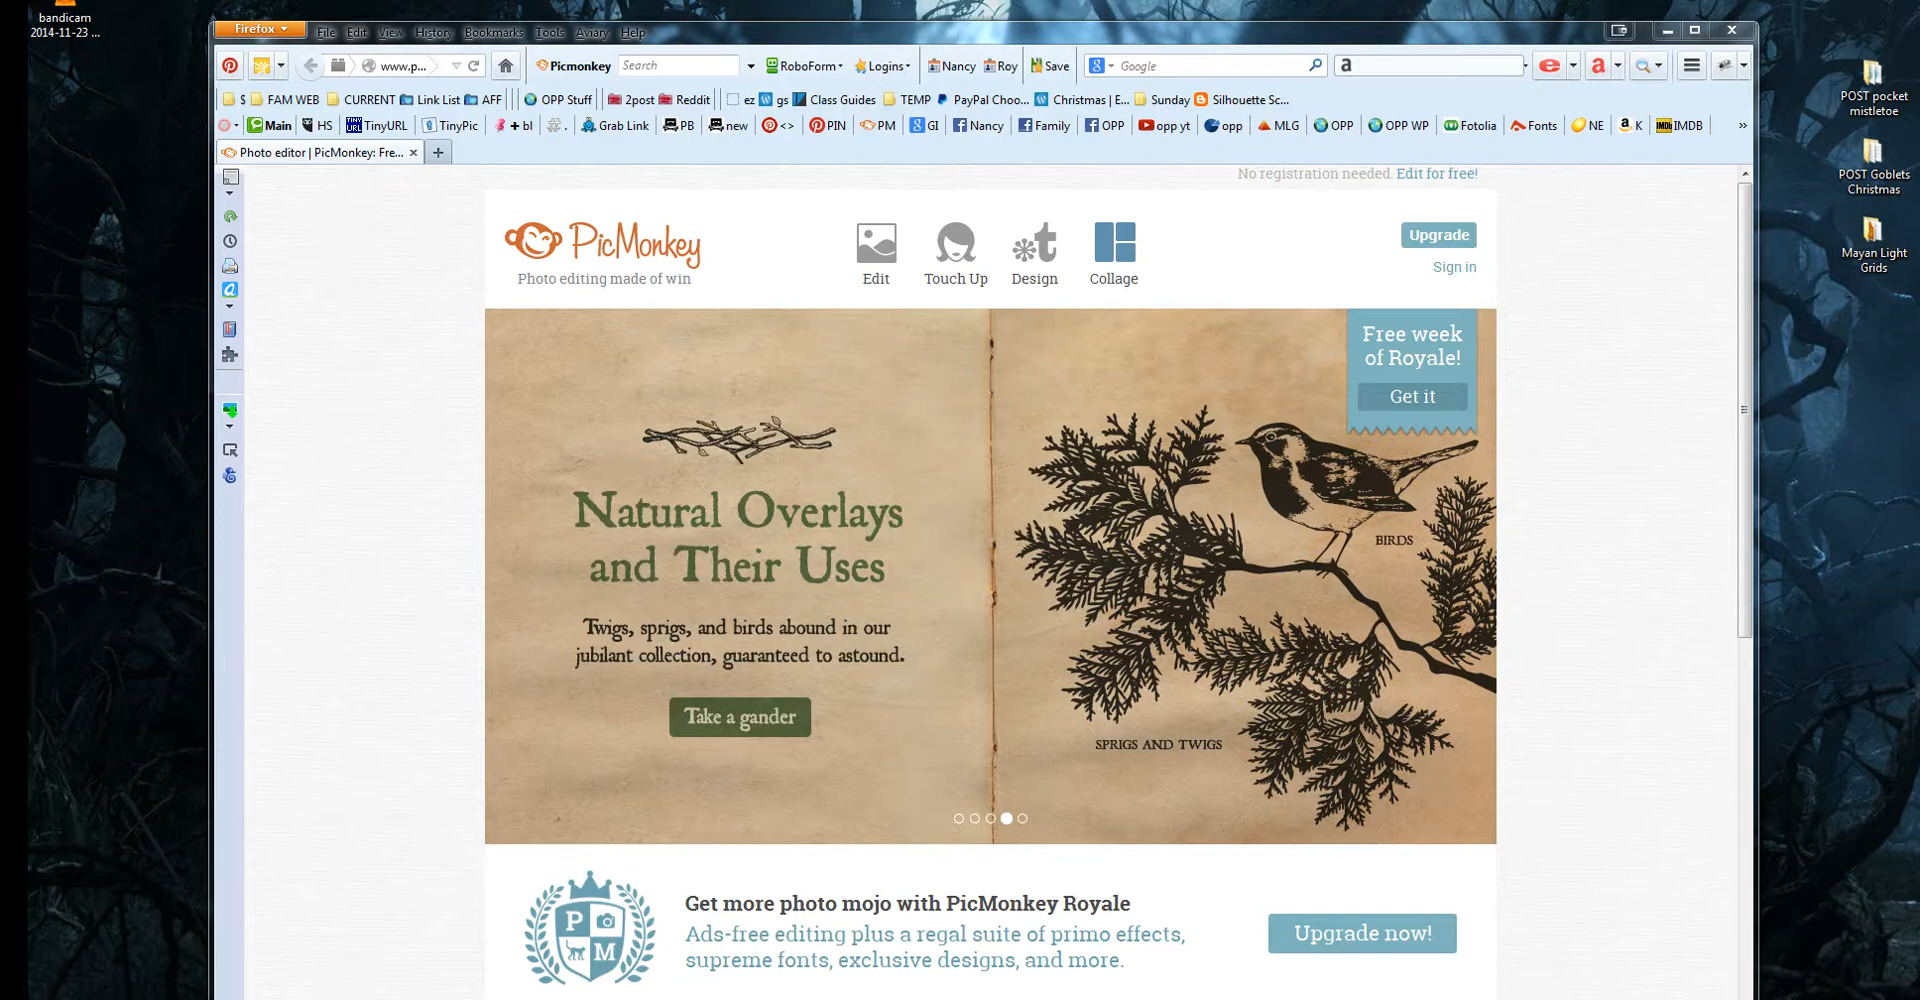 bandicam
2014-11-23 ...
Firefox
File Edit View History Bookmarks Tools Aviary Help
www.p... Picmonkey Search RoboForm Logins Nancy Roy Save Google
$ FAM WEB CURRENT Link List AFF OPP Stuff 2post Reddit ez gs Class Guides TEMP PayPal Choo... Christmas | E... Sunday Silhouette Sc...
Main HS TinyURL TinyPic + bl . Grab Link PB new <> PIN PM GI Nancy Family OPP opp yt opp MLG OPP OPP WP Fotolia Fonts NE K IMDB »
Photo editor | PicMonkey: Fre...
POST pocket
mistletoe
POST Goblets
Christmas
Mayan Light
Grids
No registration needed. Edit for free!
PicMonkey
Photo editing made of win
Edit Touch Up Design Collage
Upgrade
Sign in
Free week
of Royale!
Get it
Natural Overlays
and Their Uses
Twigs, sprigs, and birds abound in our
jubilant collection, guaranteed to astound.
Take a gander
BIRDS
SPRIGS AND TWIGS
P
M
Get more photo mojo with PicMonkey Royale
Ads-free editing plus a regal suite of primo effects,
supreme fonts, exclusive designs, and more.
Upgrade now!